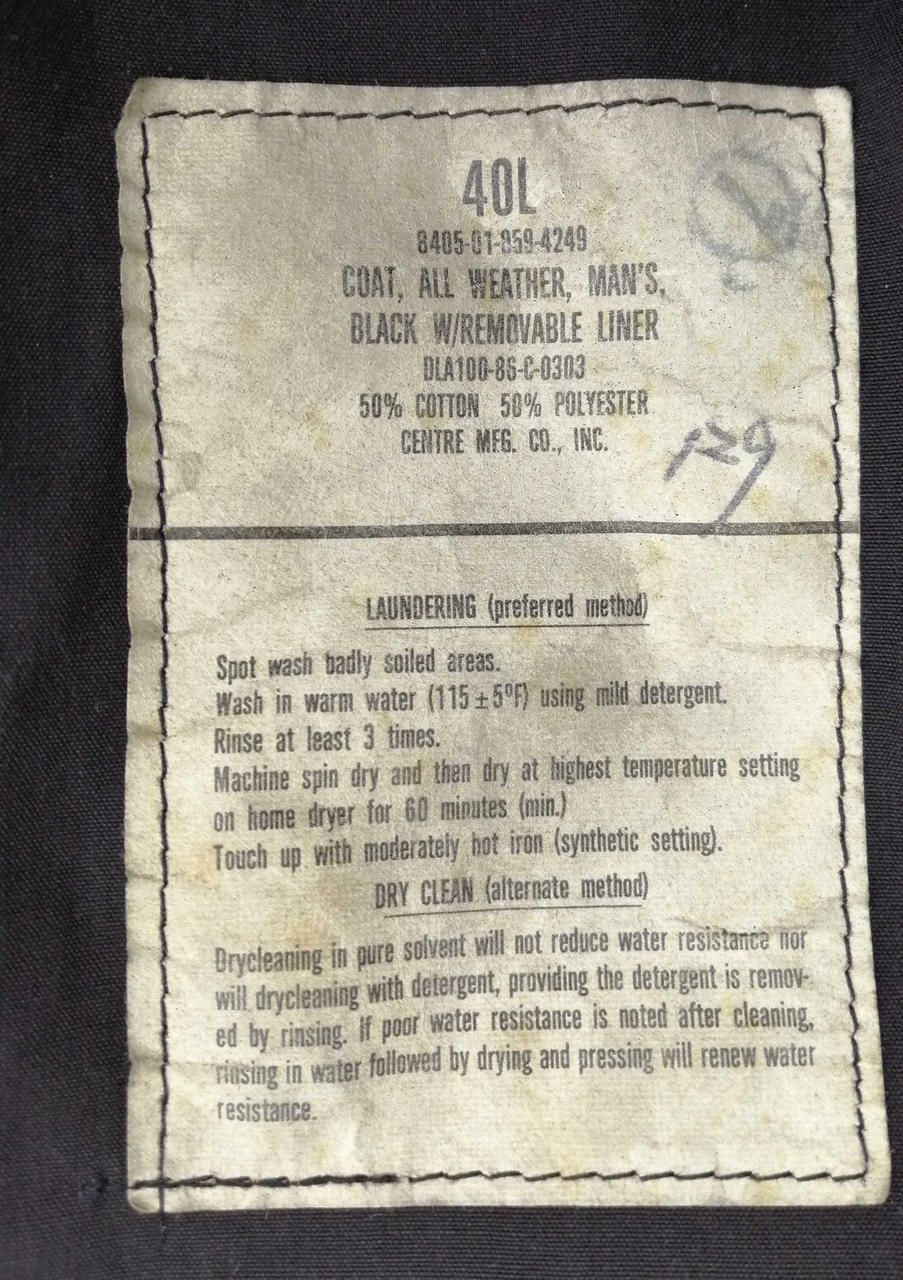 40L
8405-01-859-4249
COAT, ALL WEATHER, MAN'S,
BLACK W/REMOVABLE LINER
DLA100-86-C-0303
50% COTTON 50% POLYESTER
CENTRE MFG. CO., INC.
129
LAUNDERING (preferred method)
Spot wash badly soiled areas.
Wash in warm water (115 ± 5°F) using mild detergent.
Rinse at least 3 times.
Machine spin dry and then dry at highest temperature setting
on home dryer for 60 minutes (min.)
Touch up with moderately hot iron (synthetic setting).
DRY CLEAN (alternate method)
Drycleaning in pure solvent will not reduce water resistance nor
will drycleaning with detergent, providing the detergent is remov-
ed by rinsing. If poor water resistance is noted after cleaning,
rinsing in water followed by drying and pressing will renew water
resistance.